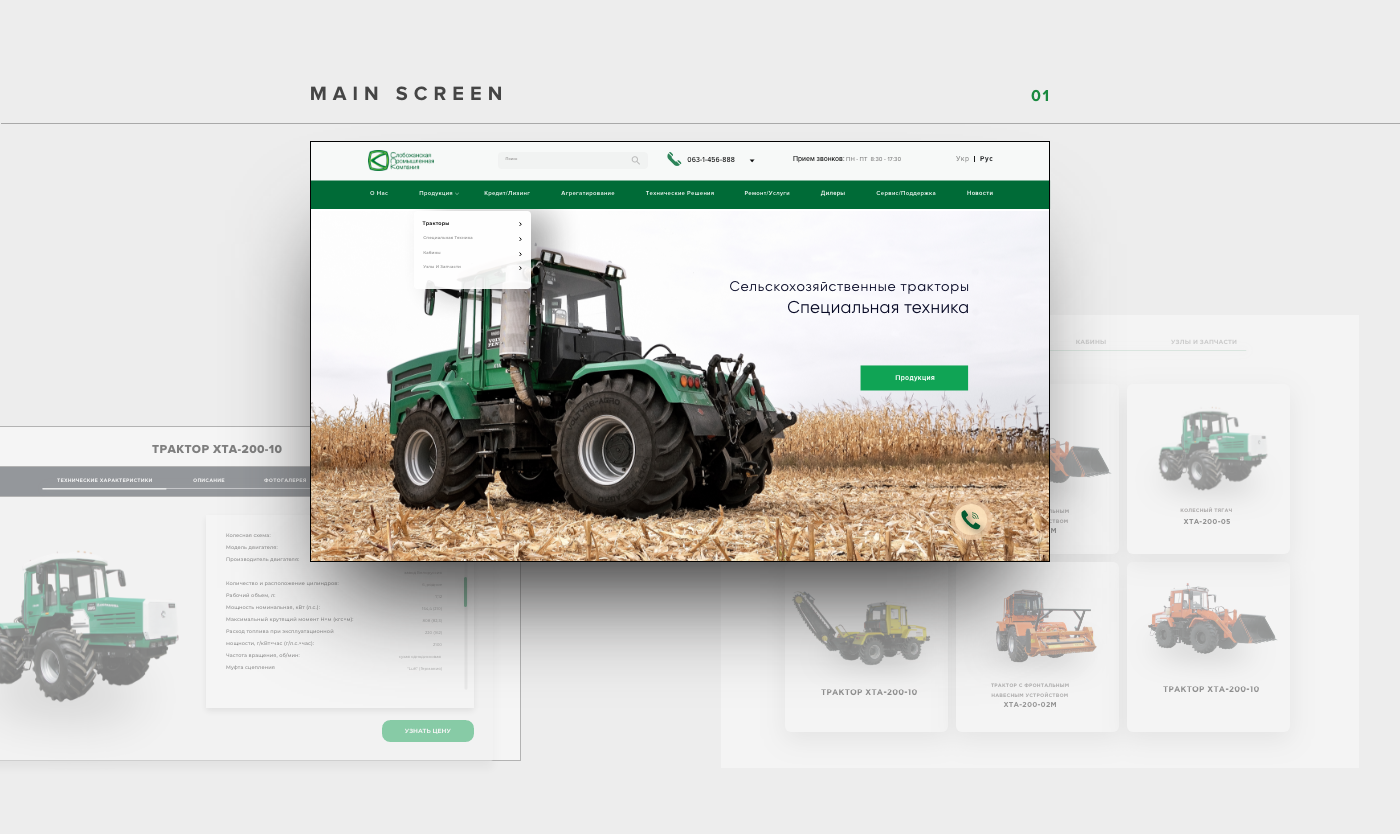 MAIN SCREEN
01
Слобожанская
Промышленная
Компания
Поиск
063-1-456-888
Прием звонков: ПН - ПТ 8:30 - 17:30
Укр | Рус
О Нас
Продукция
Кредит/Лизинг
Агрегатирование
Технические Решения
Ремонт/Услуги
Дилеры
Сервис/Поддержка
Новости
Тракторы
Специальная Техника
Кабины
Узлы И Запчасти
Сельскохозяйственные тракторы
Специальная техника
Продукция
КАБИНЫ
УЗЛЫ И ЗАПЧАСТИ
КОЛЕСНЫЙ ТЯГАЧ
ХТА-200-05
ТРАКТОР ХТА-200-10
ТРАКТОР С ФРОНТАЛЬНЫМ
НАВЕСНЫМ УСТРОЙСТВОМ
ХТА-200-02М
ТРАКТОР ХТА-200-10
ТРАКТОР ХТА-200-10
ТЕХНИЧЕСКИЕ ХАРАКТЕРИСТИКИ
ОПИСАНИЕ
ФОТОГАЛЕРЕЯ
Колесная схема:
Модель двигателя:
Производитель двигателя:
Количество и расположение цилиндров:
Рабочий объем, л:
Мощность номинальная, кВт (л.с.):
Максимальный крутящий момент Н•м (кгс•м):
Расход топлива при эксплуатационной
мощности, г/кВт•час (г/л.с.•час):
Частота вращения, об/мин:
Муфта сцепления:
УЗНАТЬ ЦЕНУ